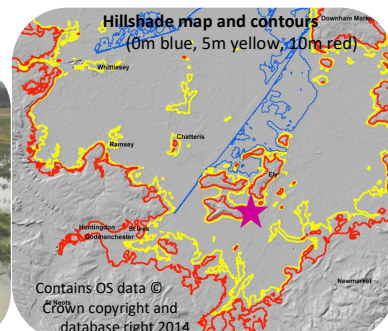 Hillshade map and contours
(0m blue, 5m yellow, 10m red)
Downham Marke
Whittlesey
Chatteris
Ramsey
Ely
Huntingdon
St Ives
Godmanchester
Newmarket
St Neots
Contains OS data ©
Crown copyright and
database right 2014